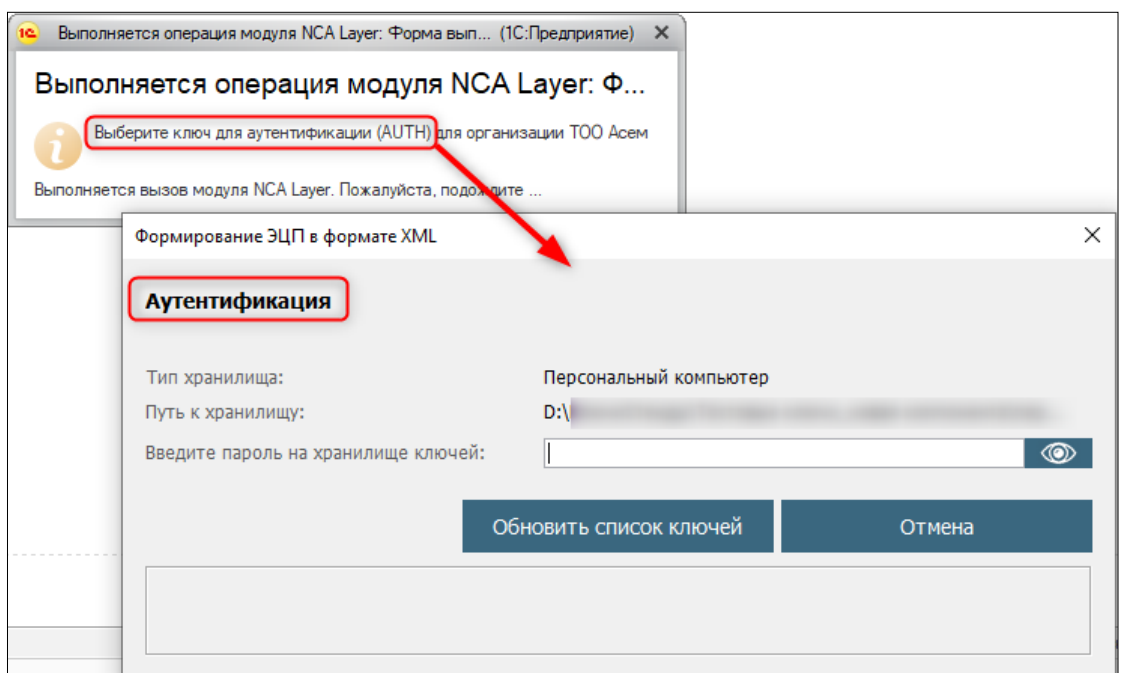 1С Выполняется операция модуля NCA Layer: Форма вып... (1С:Предприятие)
Выполняется операция модуля NCA Layer: Ф...
Выберите ключ для аутентификации (AUTH) для организации ТОО Асем
Выполняется вызов модуля NCA Layer. Пожалуйста, подождите ...
Формирование ЭЦП в формате XML
Аутентификация
Тип хранилища: Персональный компьютер
Путь к хранилищу: D:\
Введите пароль на хранилище ключей:
Обновить список ключей Отмена